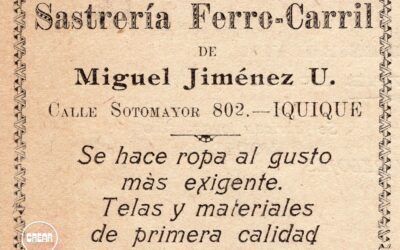 Sastrería Ferro-Carril
DE
Miguel Jiménez U.
CALLE SOTOMAYOR 802.—IQUIQUE
Se hace ropa al gusto
màs exigente.
Telas y materiales
de primera calidad
CREAR